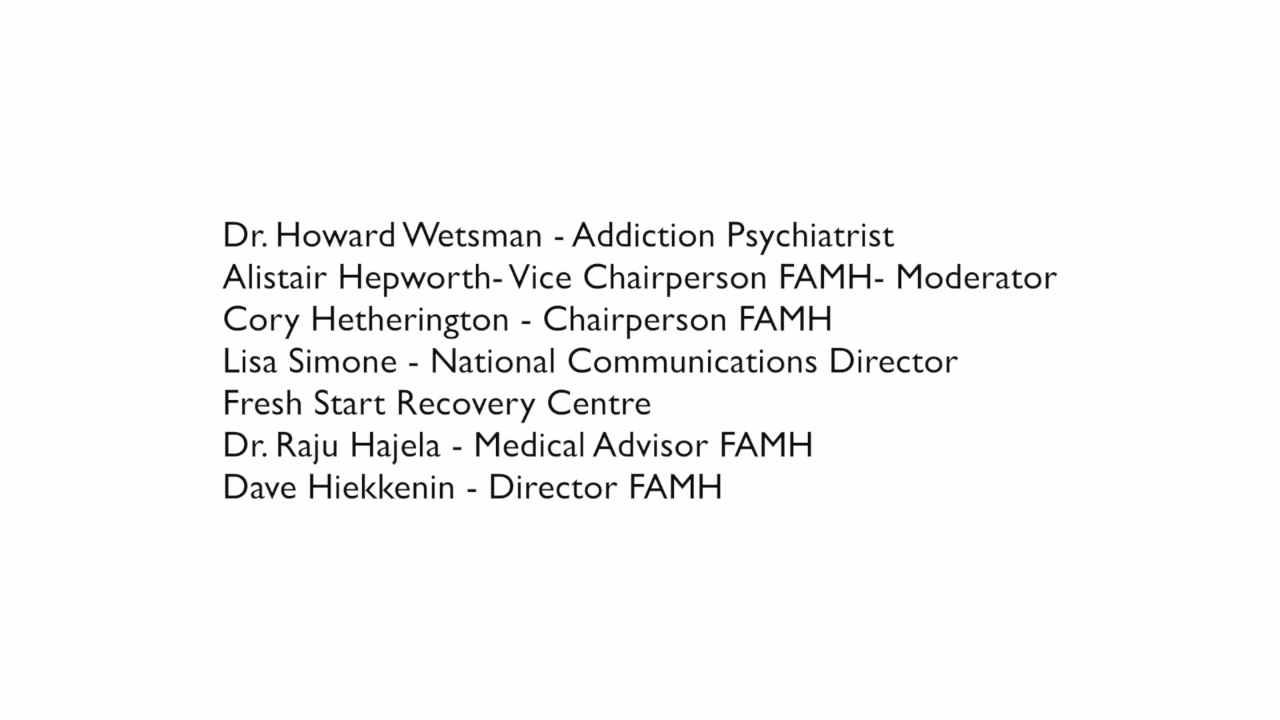 Dr. Howard Wetsman - Addiction Psychiatrist
Alistair Hepworth- Vice Chairperson FAMH- Moderator
Cory Hetherington - Chairperson FAMH
Lisa Simone - National Communications Director
Fresh Start Recovery Centre
Dr. Raju Hajela - Medical Advisor FAMH
Dave Hiekkenin - Director FAMH